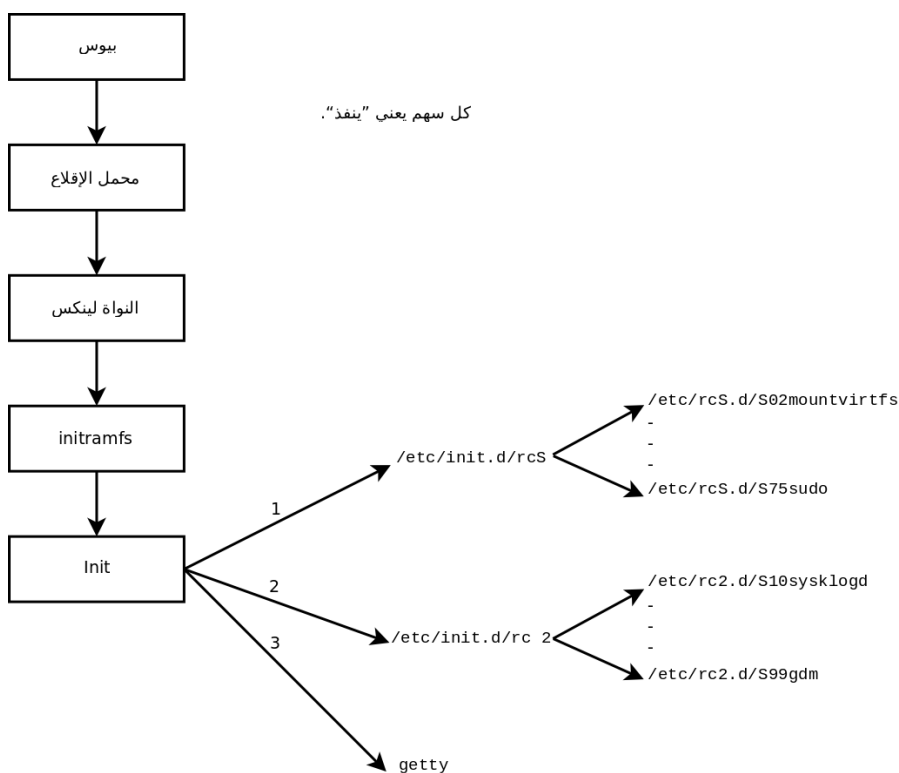 بيوس
كل سهم يعني ”ينفذ“.
محمل الإقلاع
النواة لينكس
initramfs
Init
1
2
3
/etc/init.d/rcS
/etc/rcS.d/S02mountvirtfs
-
-
-
/etc/rcS.d/S75sudo
/etc/init.d/rc 2
/etc/rc2.d/S10sysklogd
-
-
-
/etc/rc2.d/S99gdm
getty